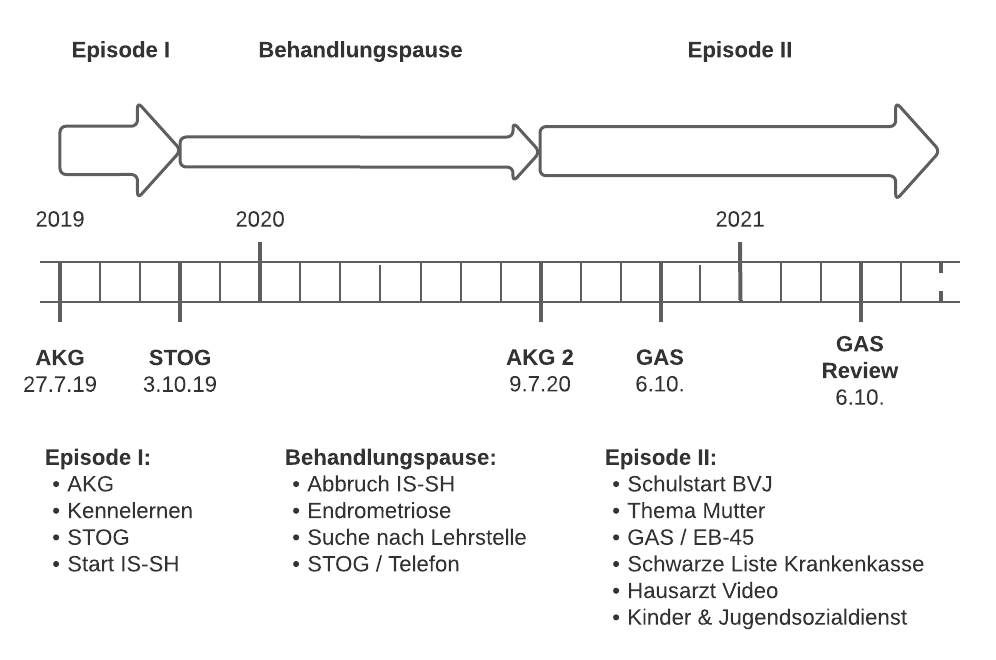 Episode I
Behandlungspause
Episode II
2019
2020
2021
AKG
27.7.19
STOG
3.10.19
AKG 2
9.7.20
GAS
6.10.
GAS
Review
6.10.
Episode I:
• AKG
• Kennelernen
• STOG
• Start IS-SH
Behandlungspause:
• Abbruch IS-SH
• Endrometriose
• Suche nach Lehrstelle
• STOG / Telefon
Episode II:
• Schulstart BVJ
• Thema Mutter
• GAS / EB-45
• Schwarze Liste Krankenkasse
• Hausarzt Video
• Kinder & Jugendsozialdienst